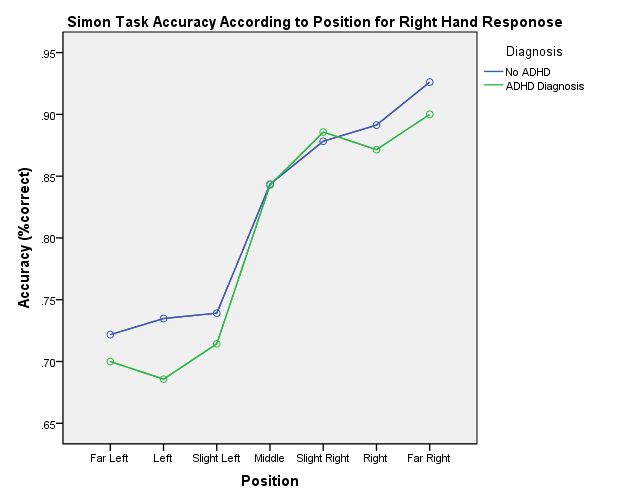 Simon Task Accuracy According to Position for Right Hand Responose
Diagnosis
No ADHD
ADHD Diagnosis
Accuracy (%correct)
.95
.90
.85
.80
.75
.70
.65
Far Left Left Slight Left Middle Slight Right Right Far Right
Position